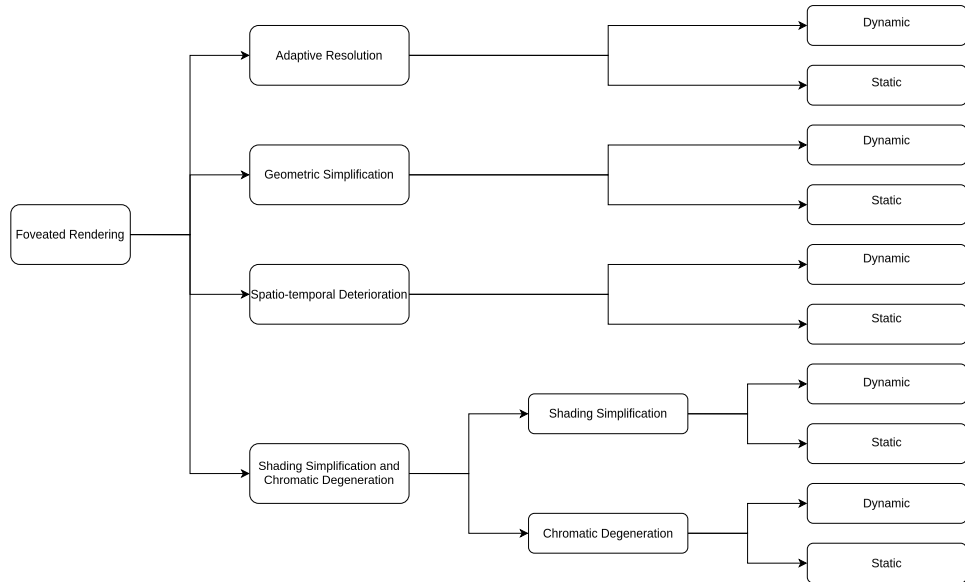 Foveated Rendering
Adaptive Resolution
Dynamic
Static
Geometric Simplification
Dynamic
Static
Spatio-temporal Deterioration
Dynamic
Static
Shading Simplification and
Chromatic Degeneration
Shading Simplification
Dynamic
Static
Chromatic Degeneration
Dynamic
Static